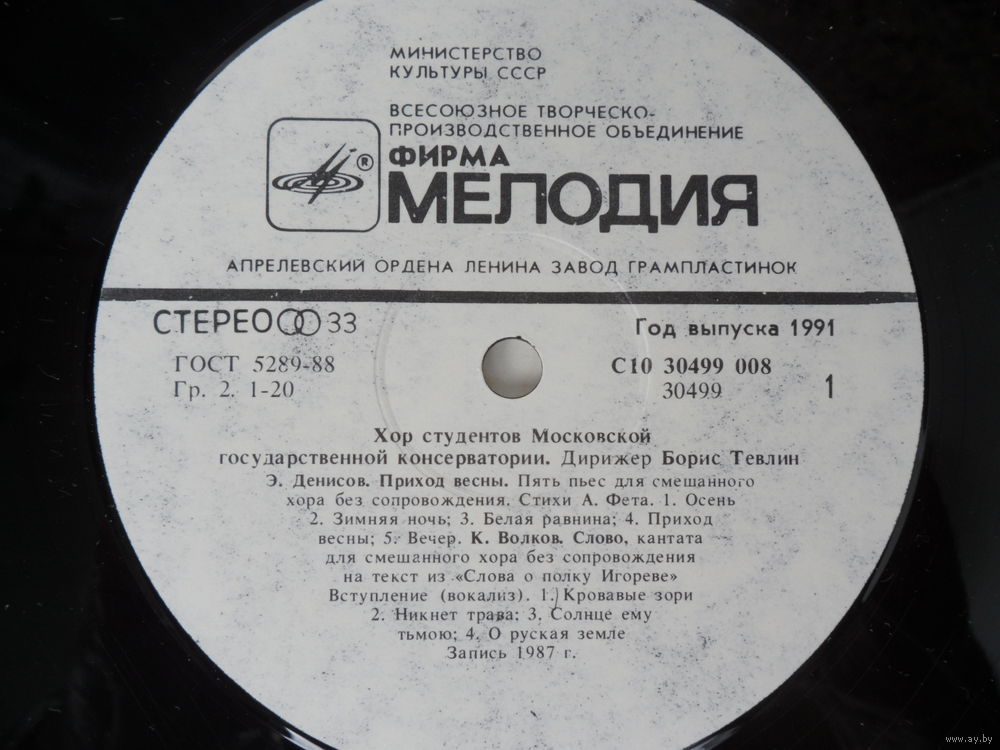 МИНИСТЕРСТВО
КУЛЬТУРЫ СССР
ВСЕСОЮЗНОЕ ТВОРЧЕСКО-
ПРОИЗВОДСТВЕННОЕ ОБЪЕДИНЕНИЕ
ФИРМА
®
МЕЛОДИЯ
АПРЕЛЕВСКИЙ ОРДЕНА ЛЕНИНА ЗАВОД ГРАМПЛАСТИНОК
СТЕРЕО 33
Год выпуска 1991
ГОСТ 5289-88
С10 30499 008
Гр. 2. 1-20
30499
1
Хор студентов Московской
государственной консерватории. Дирижер Борис Тевлин
Э. Денисов. Приход весны. Пять пьес для смешанного
хора без сопровождения. Стихи А. Фета. 1. Осень
2. Зимняя ночь; 3. Белая равнина; 4. Приход
весны; 5. Вечер. К. Волков. Слово, кантата
для смешанного хора без сопровождения
на текст из «Слова о полку Игореве»
Вступление (вокализ). 1. Кровавые зори
2. Никнет трава; 3. Солнце ему
тьмою; 4. О руская земле
Запись 1987 г.
www.ay.by